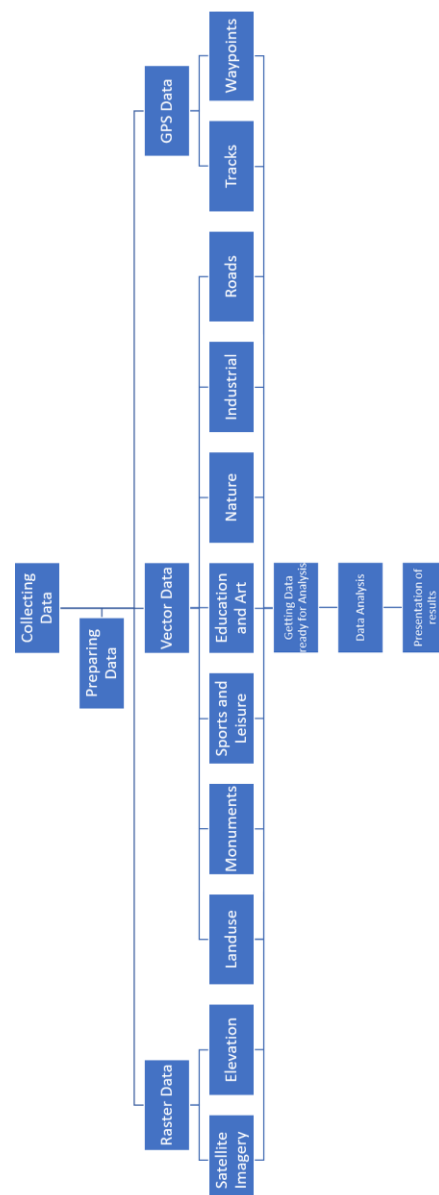 Collecting
Data
Preparing
Data
Raster Data
Vector Data
GPS Data
Satellite
Imagery
Elevation
Landuse
Monuments
Sports and
Leisure
Education
and Art
Nature
Industrial
Roads
Tracks
Waypoints
Getting Data
ready for Analysis
Data Analysis
Presentation of
results